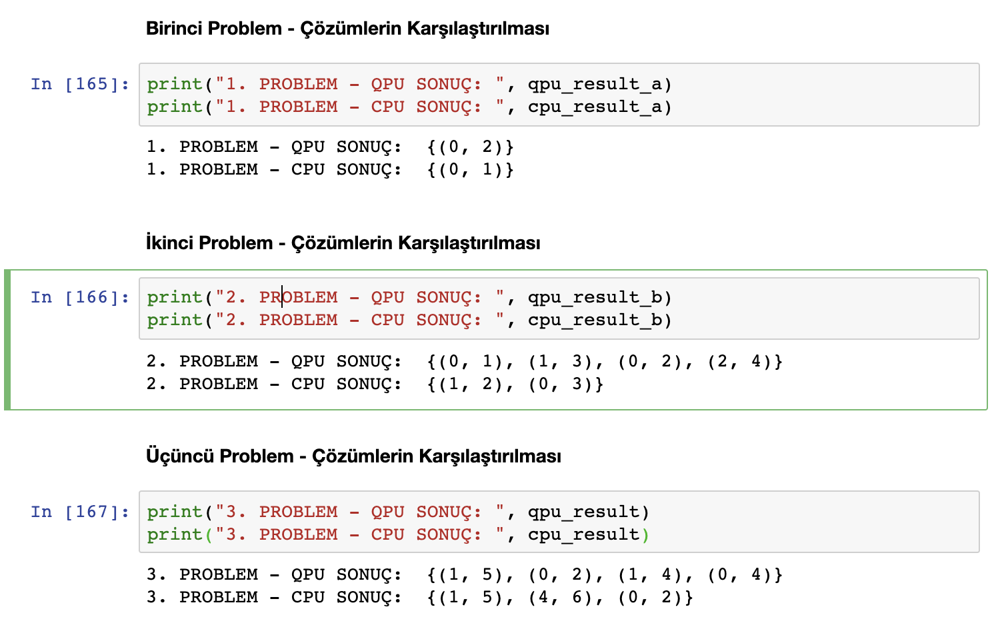 Birinci Problem - Çözümlerin Karşılaştırılması
In [165]: print("1. PROBLEM - QPU SONUÇ: ", qpu_result_a)
print("1. PROBLEM - CPU SONUÇ: ", cpu_result_a)
1. PROBLEM - QPU SONUÇ:  {(0, 2)}
1. PROBLEM - CPU SONUÇ:  {(0, 1)}
İkinci Problem - Çözümlerin Karşılaştırılması
In [166]: print("2. PROBLEM - QPU SONUÇ: ", qpu_result_b)
print("2. PROBLEM - CPU SONUÇ: ", cpu_result_b)
2. PROBLEM - QPU SONUÇ:  {(0, 1), (1, 3), (0, 2), (2, 4)}
2. PROBLEM - CPU SONUÇ:  {(1, 2), (0, 3)}
Üçüncü Problem - Çözümlerin Karşılaştırılması
In [167]: print("3. PROBLEM - QPU SONUÇ: ", qpu_result)
print("3. PROBLEM - CPU SONUÇ: ", cpu_result)
3. PROBLEM - QPU SONUÇ:  {(1, 5), (0, 2), (1, 4), (0, 4)}
3. PROBLEM - CPU SONUÇ:  {(1, 5), (4, 6), (0, 2)}